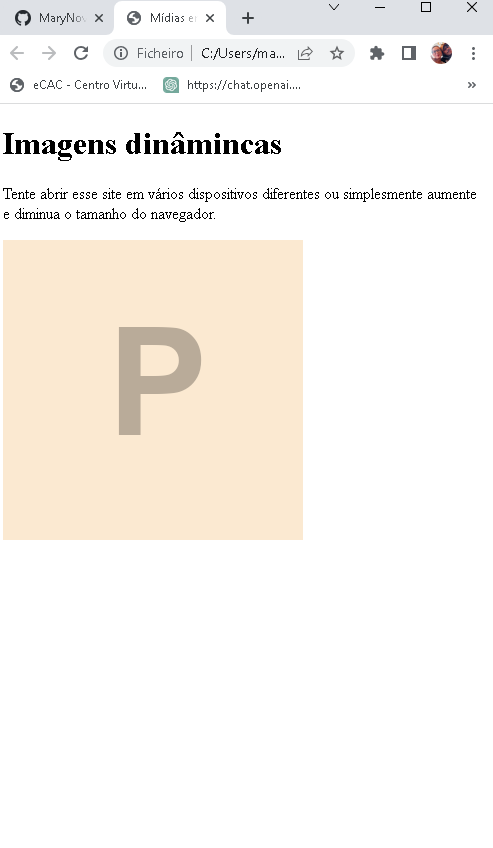 MaryNov
Mídias e
Ficheiro
C:/Users/ma...
eCAC - Centro Virtu...
https://chat.openai....
»
Imagens dinâmincas
Tente abrir esse site em vários dispositivos diferentes ou simplesmente aumente
e diminua o tamanho do navegador.
P